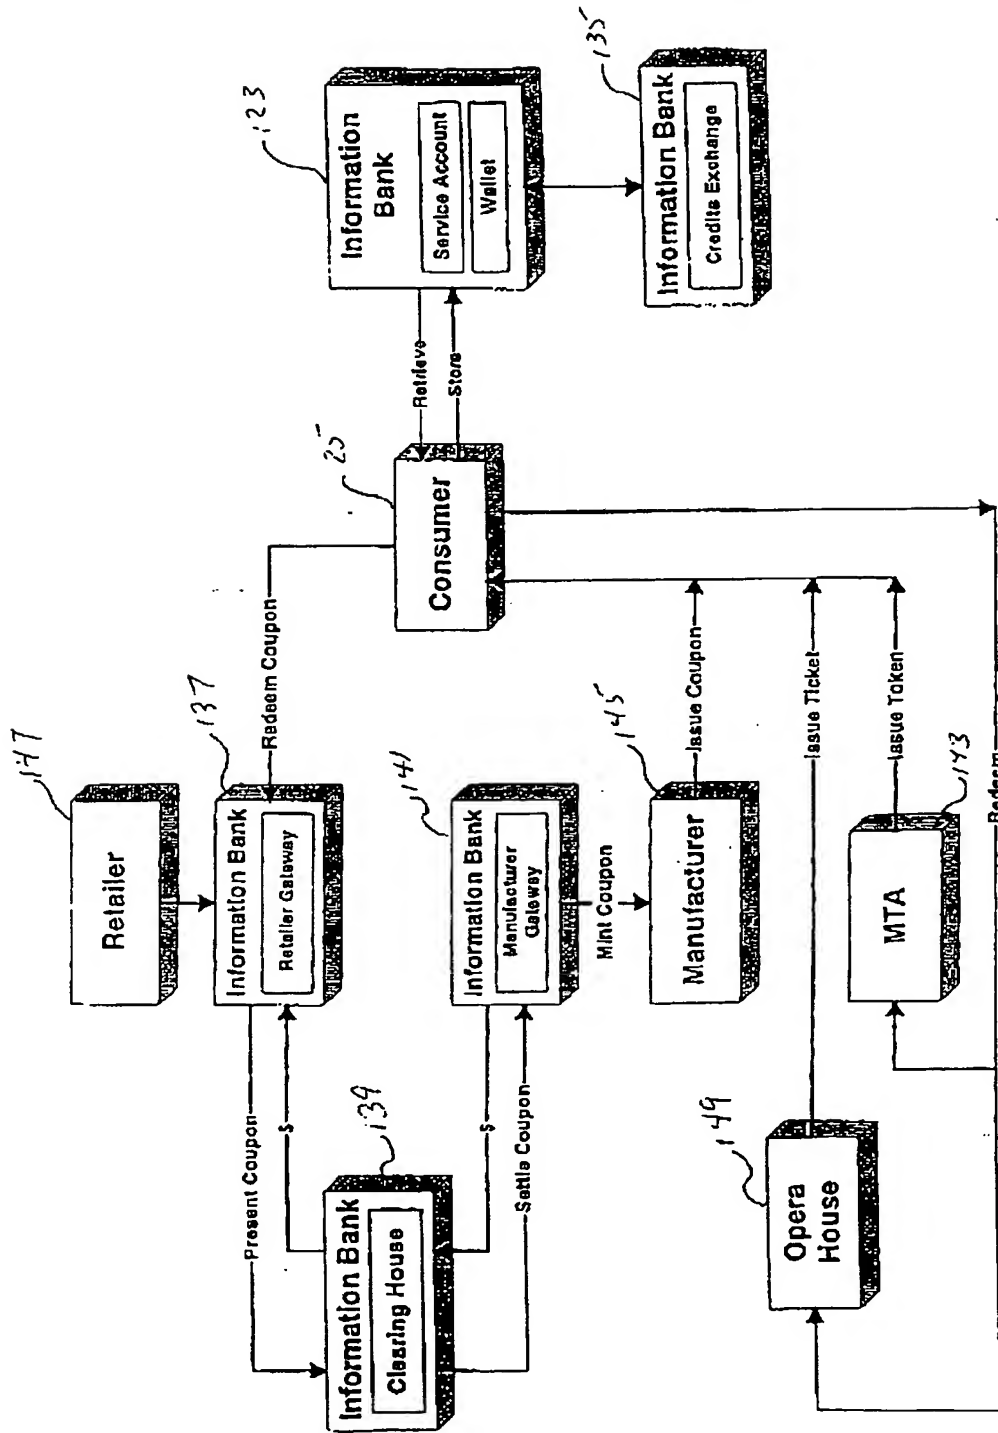 147
Retailer
137
Information Bank
Retailer Gateway
Redeem Coupon
Present Coupon
$
139
Information Bank
Clearing House
$
Settle Coupon
141
Information Bank
Manufacturer
Gateway
Mint Coupon
145
Manufacturer
Issue Coupon
25
Consumer
Retrieve
Store
123
Information
Bank
Service Account
Wallet
135
Information Bank
Credits Exchange
149
Opera
House
Issue Ticket
143
MTA
Issue Token
Redeem